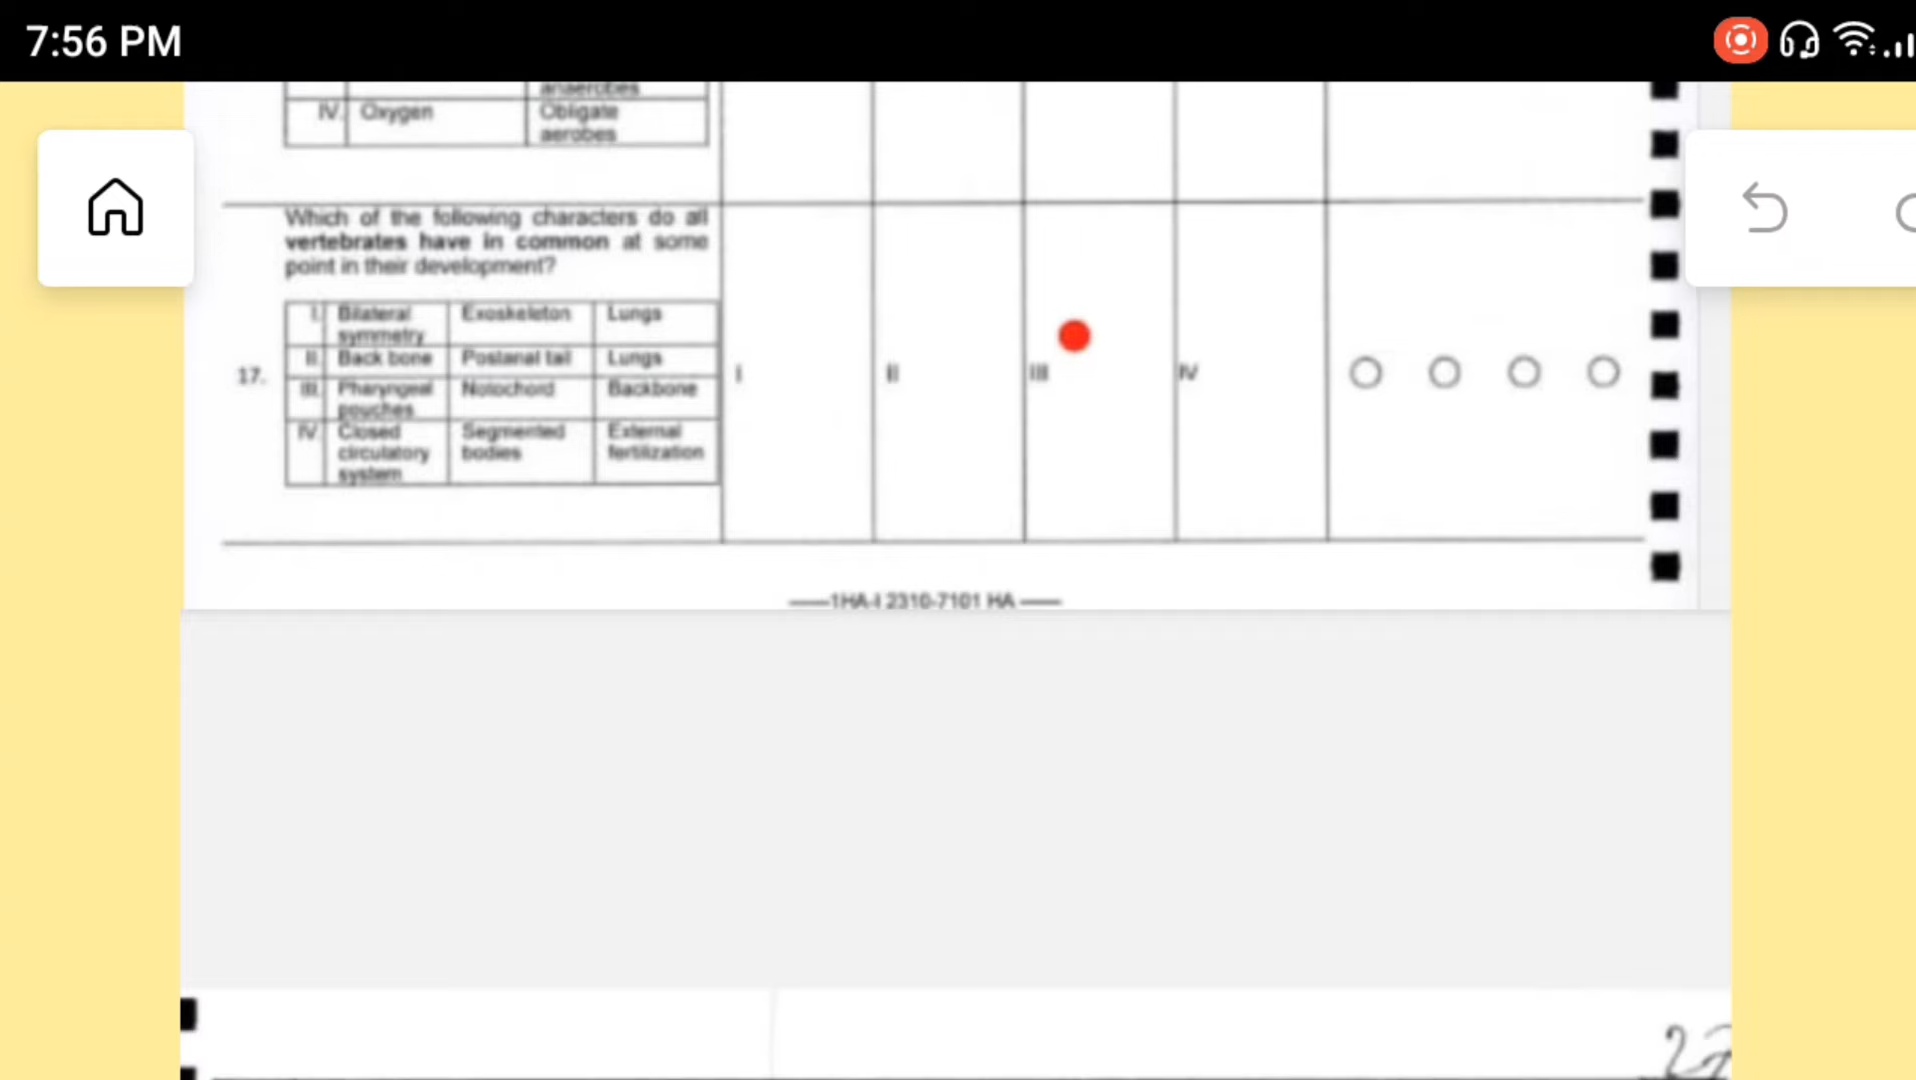 7:56 PM
anaerobes
IV. Oxygen Obligate
aerobes
Which of the following characters do all
vertebrates have in common at some
point in their development?
17.
I. Bilateral symmetry Exoskeleton Lungs
II. Back bone Postanal tail Lungs
III. Pharyngeal pouches Notochord Backbone
IV. Closed circulatory system Segmented bodies External fertilization
I II III IV
1HA-I 2310-7101 HA